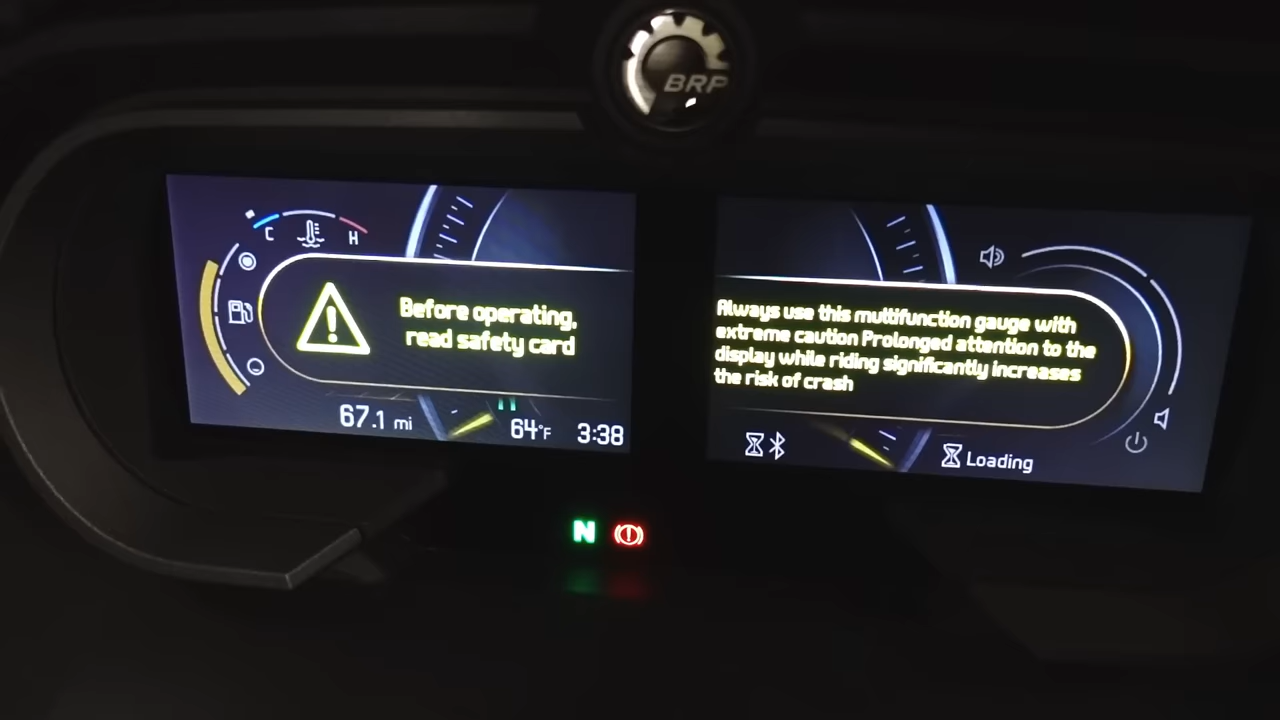 BRP
C
H
Before operating,
read safety card
67.1 mi
64°F
3:38
Always use this multifunction gauge with
extreme caution Prolonged attention to the
display while riding significantly increases
the risk of crash
Loading
N